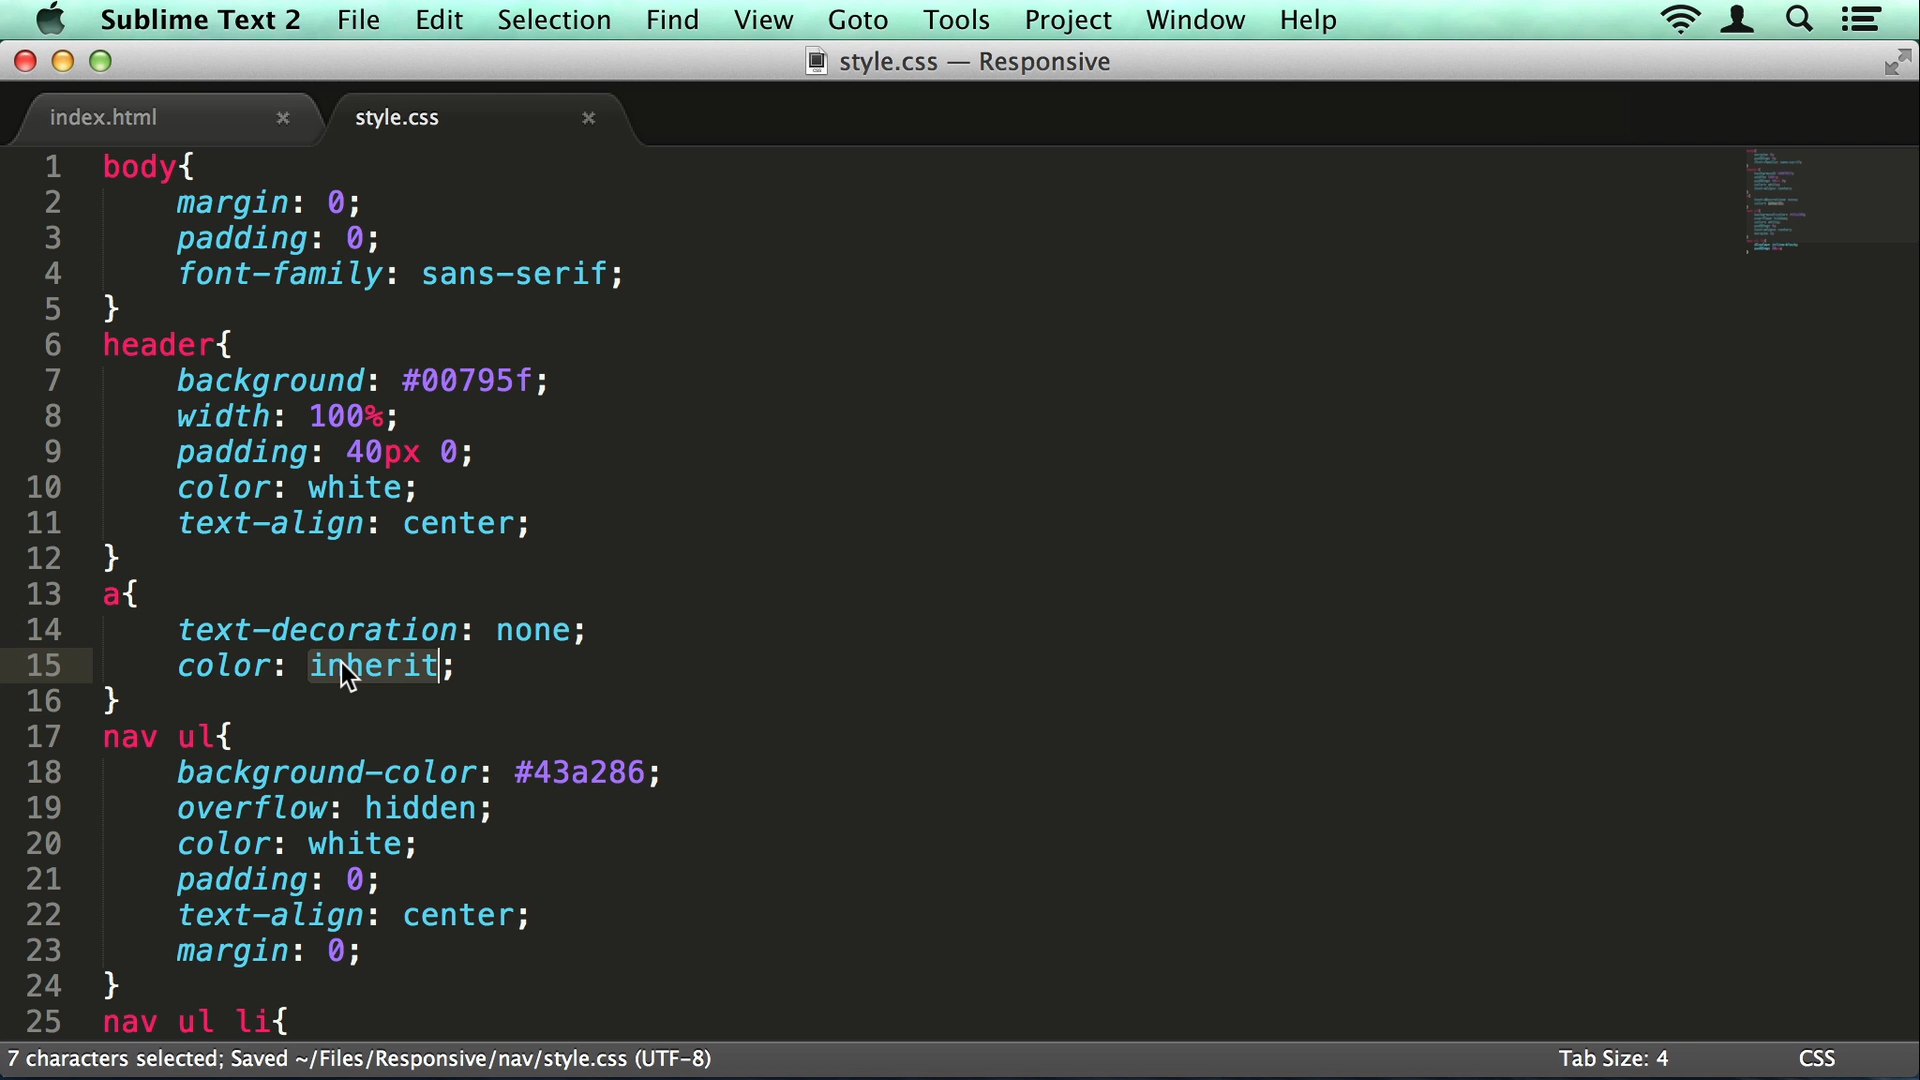 Sublime Text 2 File Edit Selection Find View Goto Tools Project Window Help
style.css — Responsive
index.html × style.css ×
1 body{
2 margin: 0;
3 padding: 0;
4 font-family: sans-serif;
5 }
6 header{
7 background: #00795f;
8 width: 100%;
9 padding: 40px 0;
10 color: white;
11 text-align: center;
12 }
13 a{
14 text-decoration: none;
15 color: inherit;
16 }
17 nav ul{
18 background-color: #43a286;
19 overflow: hidden;
20 color: white;
21 padding: 0;
22 text-align: center;
23 margin: 0;
24 }
25 nav ul li{
7 characters selected; Saved ~/Files/Responsive/nav/style.css (UTF-8) Tab Size: 4 CSS